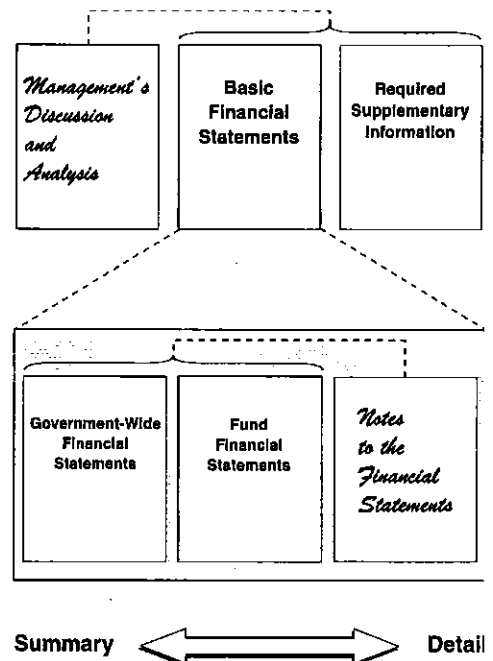 Management's
Discussion
and
Analysis
Basic
Financial
Statements
Required
Supplementary
Information
Government-Wide
Financial
Statements
Fund
Financial
Statements
Notes
to the
Financial
Statements
Summary
Detail